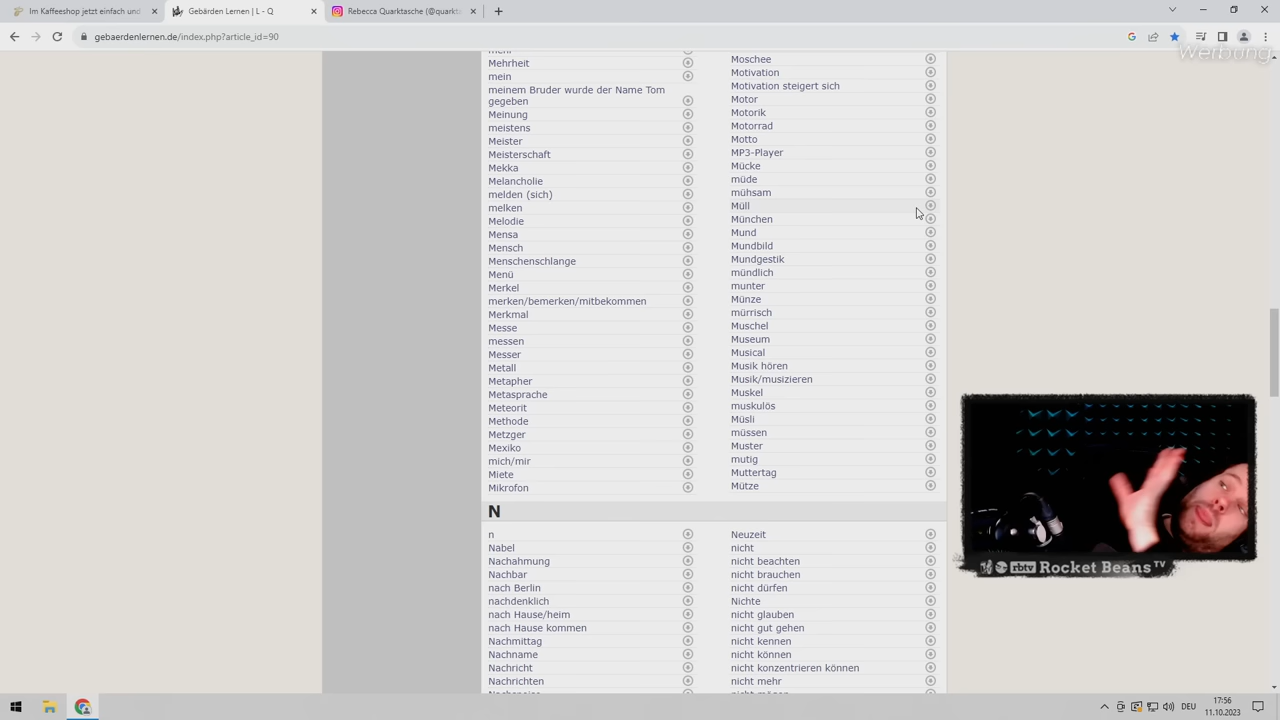 Im Kaffeeshop jetzt einfach und
Gebärden Lernen | L - Q
Rebecca Quarktasche (@quarkta
gebaerdenlernen.de/index.php?article_id=90
Werbung
mehr
Mehrheit
mein
meinem Bruder wurde der Name Tom
gegeben
Meinung
meistens
Meister
Meisterschaft
Mekka
Melancholie
melden (sich)
melken
Melodie
Mensa
Mensch
Menschenschlange
Menü
Merkel
merken/bemerken/mitbekommen
Merkmal
Messe
messen
Messer
Metall
Metapher
Metasprache
Meteorit
Methode
Metzger
Mexiko
mich/mir
Miete
Mikrofon
Moschee
Motivation
Motivation steigert sich
Motor
Motorik
Motorrad
Motto
MP3-Player
Mücke
müde
mühsam
Müll
München
Mund
Mundbild
Mundgestik
mündlich
munter
Münze
mürrisch
Muschel
Museum
Musical
Musik hören
Musik/musizieren
Muskel
muskulös
Müsli
müssen
Muster
mutig
Muttertag
Mütze
N
n
Nabel
Nachahmung
Nachbar
nach Berlin
nachdenklich
nach Hause/heim
nach Hause kommen
Nachmittag
Nachname
Nachricht
Nachrichten
Neuzeit
nicht
nicht beachten
nicht brauchen
nicht dürfen
Nichte
nicht glauben
nicht gut gehen
nicht kennen
nicht können
nicht konzentrieren können
nicht mehr
rbtv Rocket Beans TV
DEU
17:56
11.10.2023